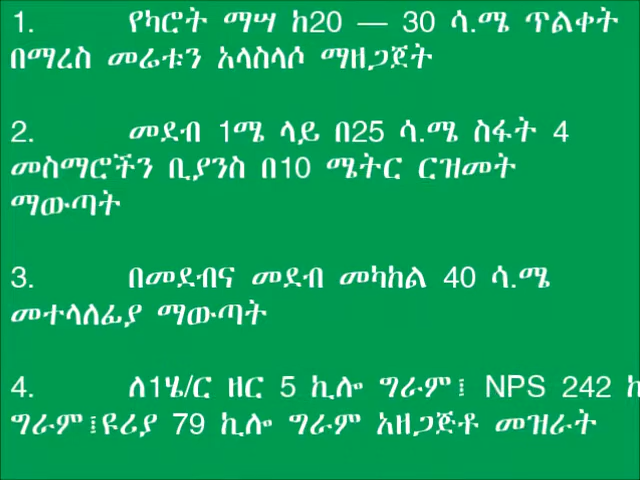 1. የካሮት ማሣ ከ20 — 30 ሳ.ሜ ጥልቀት
በማረስ መሬቱን አላስላሶ ማዘጋጀት
2. መደብ 1ሜ ላይ በ25 ሳ.ሜ ስፋት 4
መስማሮችን ቢያንስ በ10 ሜትር ርዝመት
ማውጣት
3. በመደብና መደብ መካከል 40 ሳ.ሜ
መተላለፊያ ማውጣት
4. ለ1ሄ/ር ዘር 5 ኪሎ ግራም፤ NPS 242
ግራም፤ዩሪያ 79 ኪሎ ግራም አዘጋጅቶ መዝራት